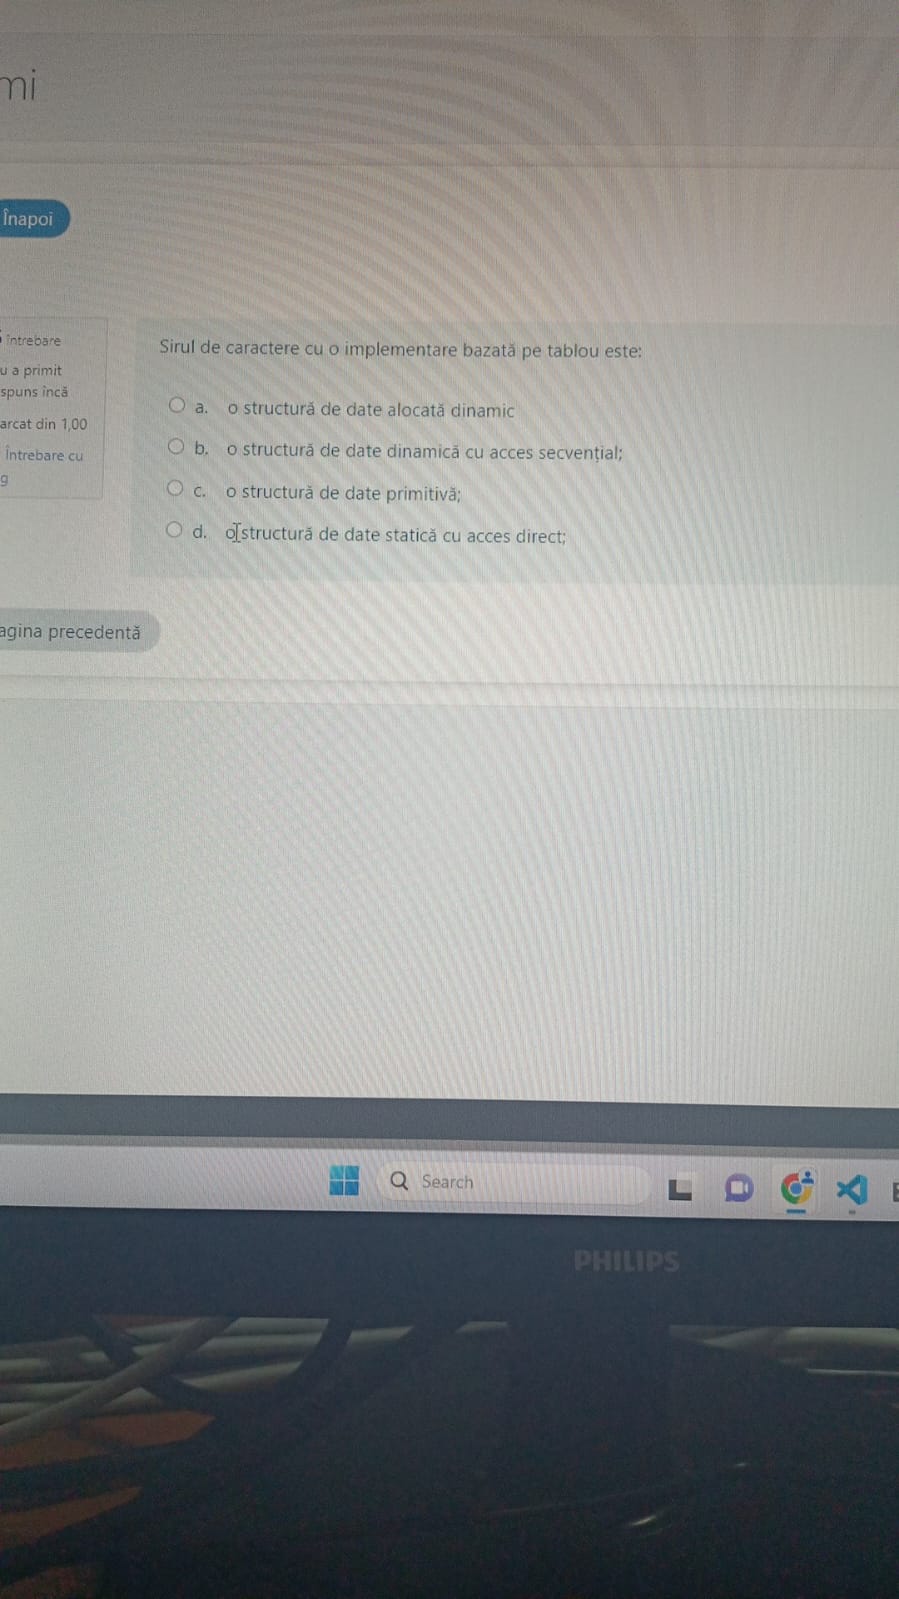 mi
Înapoi
întrebare
u a primit
spuns încă
arcat din 1,00
Întrebare cu
g
Sirul de caractere cu o implementare bazată pe tablou este:
a. o structură de date alocată dinamic
b. o structură de date dinamică cu acces secvențial;
c. o structură de date primitivă;
d. o structură de date statică cu acces direct;
agina precedentă
Search
PHILIPS